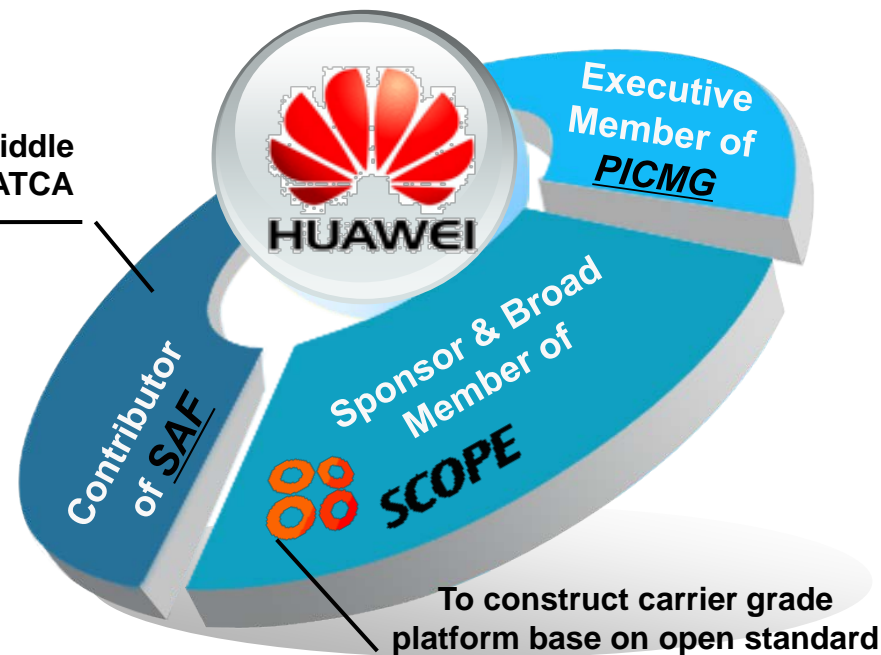 Executive
Member of
PICMG
iddle
ATCA
HUAWEI
Sponsor & Broad
Member of
SCOPE
Contributor
of SAF
To construct carrier grade
platform base on open standard